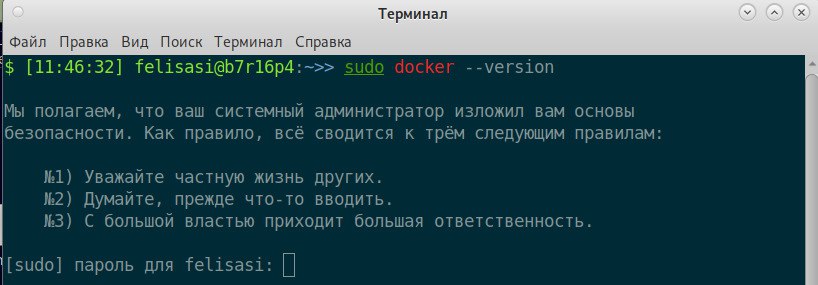 Терминал
Файл Правка Вид Поиск Терминал Справка
$ [11:46:32] felisasi@b7r16p4:~>> sudo docker --version
Мы полагаем, что ваш системный администратор изложил вам основы
безопасности. Как правило, всё сводится к трём следующим правилам:
№1) Уважайте частную жизнь других.
№2) Думайте, прежде что-то вводить.
№3) С большой властью приходит большая ответственность.
[sudo] пароль для felisasi: